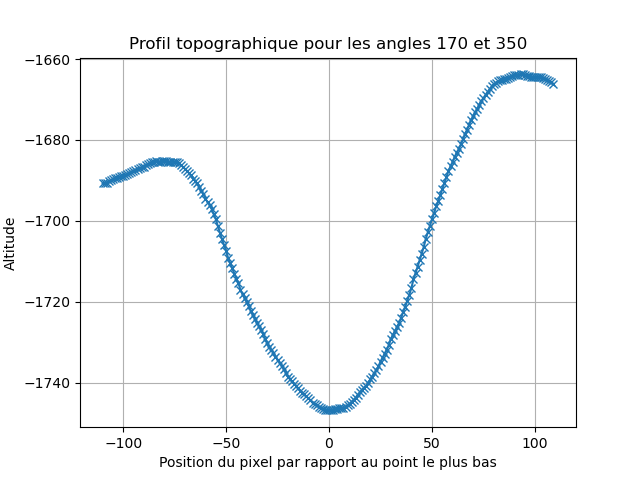 Profil topographique pour les angles 170 et 350
−1660
−1680
−1700
−1720
−1740
Altitude
−100 −50 0 50 100
Position du pixel par rapport au point le plus bas